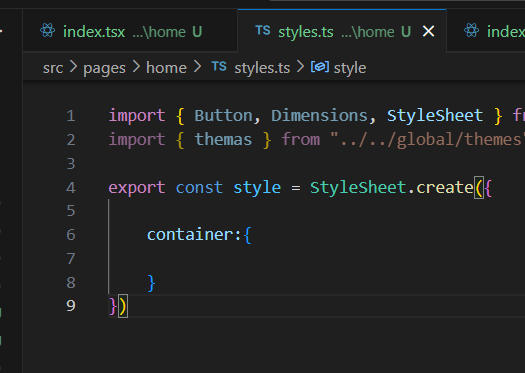 index.tsx ...\home U
TS styles.ts ...\home U ×
index
src > pages > home > TS styles.ts > style
1 import { Button, Dimensions, StyleSheet }
2 import { themas } from "../../global/themes"
3
4 export const style = StyleSheet.create({
5
6 container:{
7
8 }
9 })